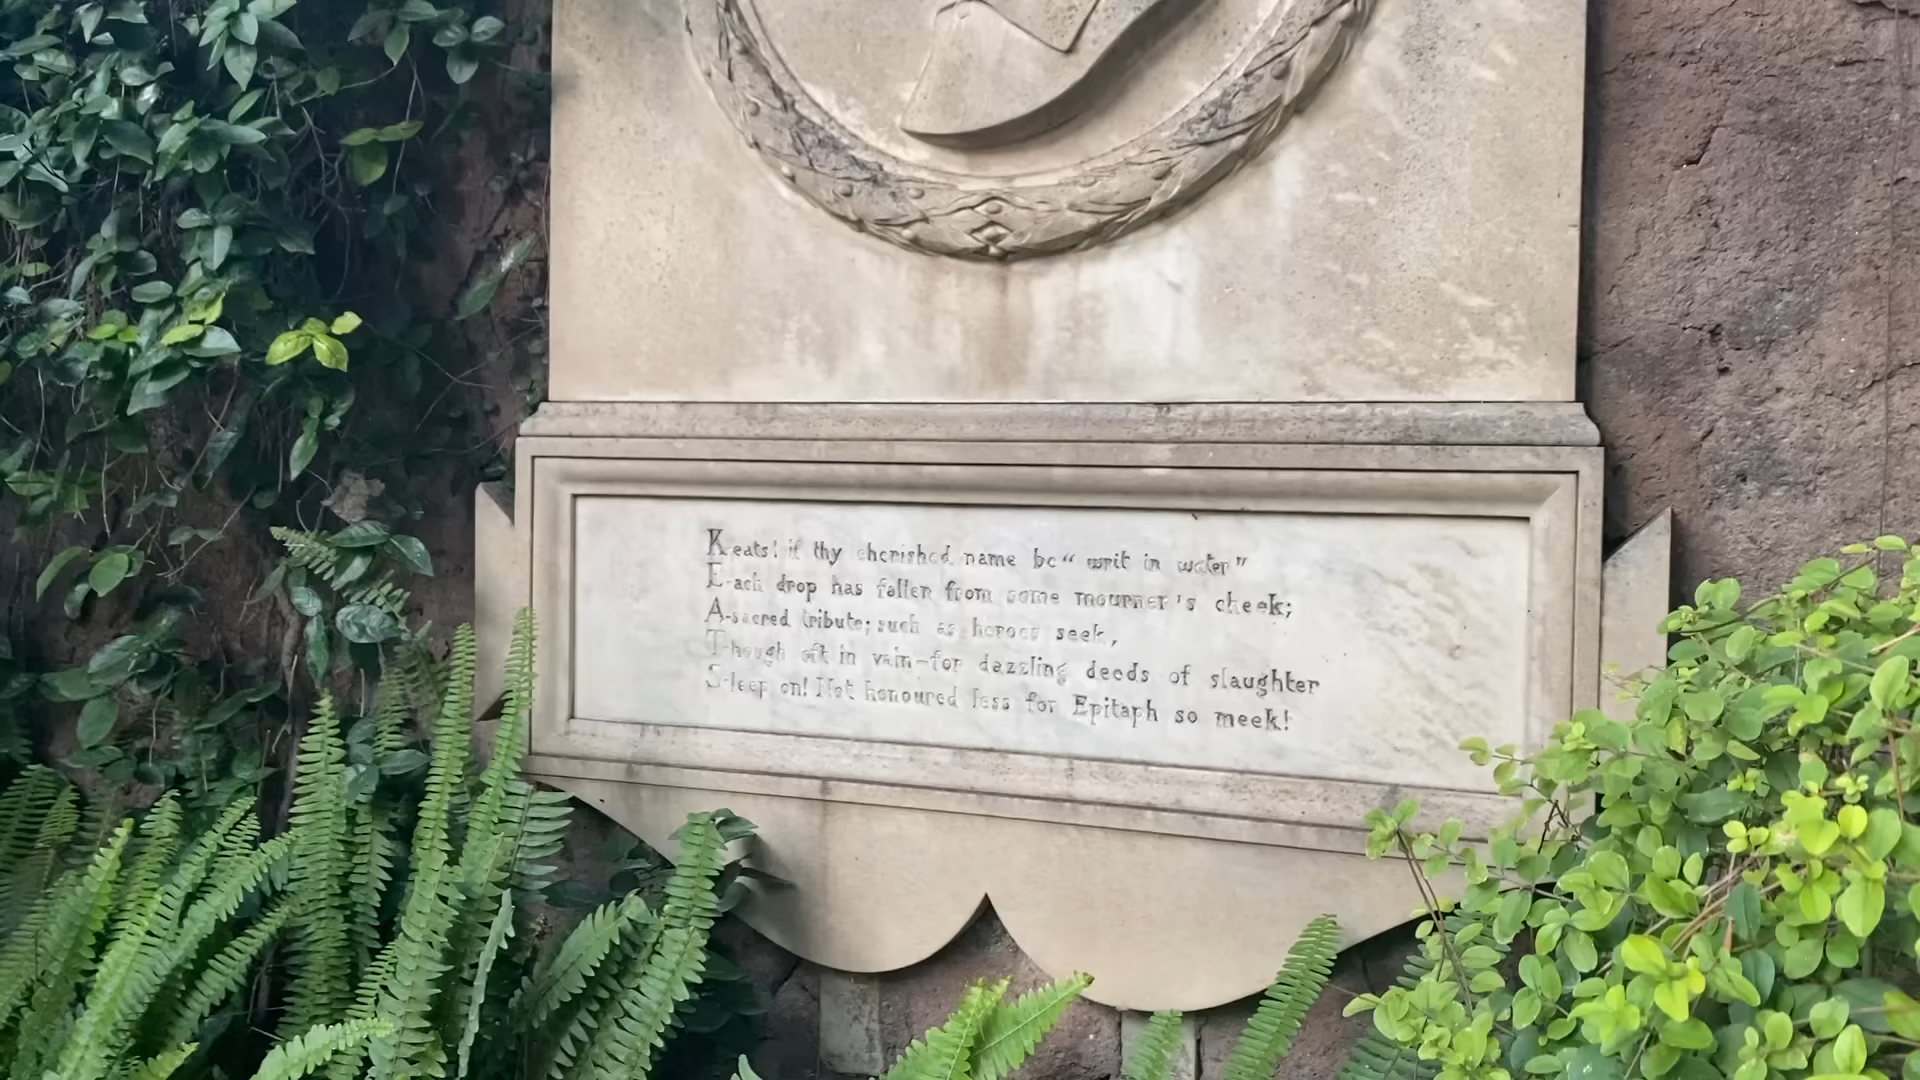 K-eats! if thy cherished name be "writ in water"
E-ach drop has fallen from some mourner's cheek;
A-sacred tribute; such as heroes seek,
T-hough oft in vain-for dazzling deeds of slaughter
S-leep on! Not honoured less for Epitaph so meek!